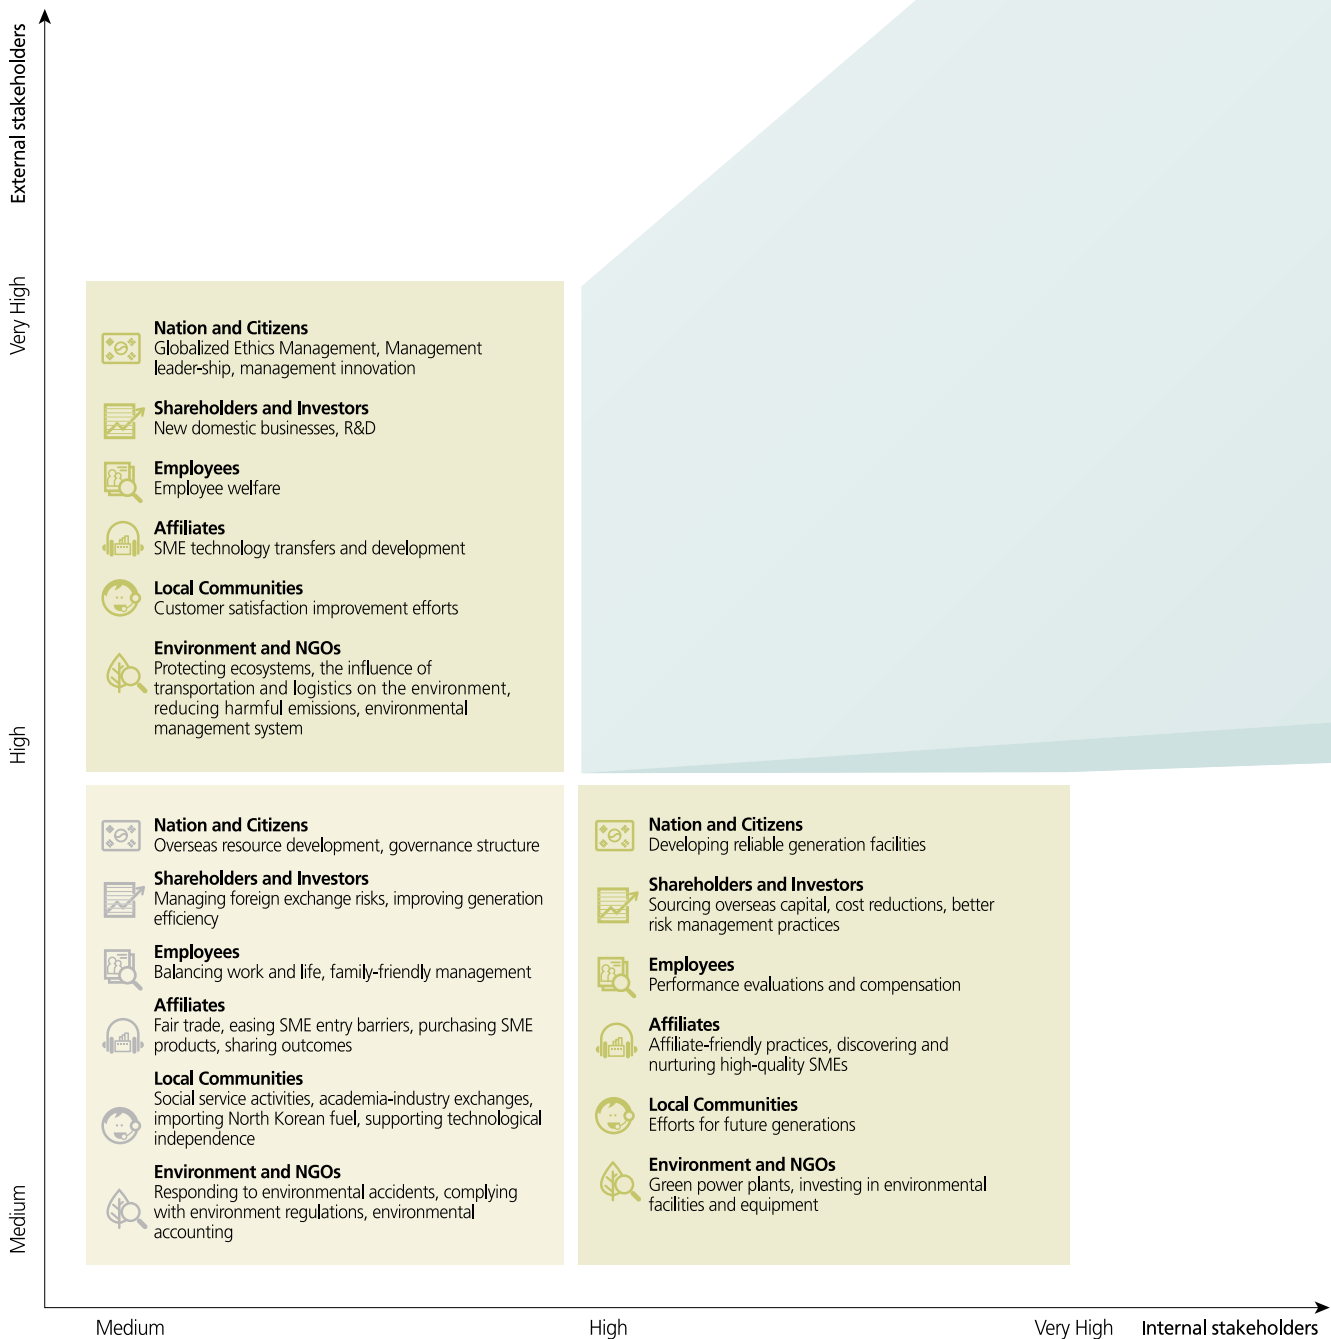 External stakeholders
Very High
High
Medium
Nation and Citizens
Globalized Ethics Management, Management
leader-ship, management innovation
Shareholders and Investors
New domestic businesses, R&D
Employees
Employee welfare
Affiliates
SME technology transfers and development
Local Communities
Customer satisfaction improvement efforts
Environment and NGOs
Protecting ecosystems, the influence of
transportation and logistics on the environment,
reducing harmful emissions, environmental
management system
Nation and Citizens
Overseas resource development, governance structure
Shareholders and Investors
Managing foreign exchange risks, improving generation
efficiency
Employees
Balancing work and life, family-friendly management
Affiliates
Fair trade, easing SME entry barriers, purchasing SME
products, sharing outcomes
Local Communities
Social service activities, academia-industry exchanges,
importing North Korean fuel, supporting technological
independence
Environment and NGOs
Responding to environmental accidents, complying
with environment regulations, environmental
accounting
Nation and Citizens
Developing reliable generation facilities
Shareholders and Investors
Sourcing overseas capital, cost reductions, better
risk management practices
Employees
Performance evaluations and compensation
Affiliates
Affiliate-friendly practices, discovering and
nurturing high-quality SMEs
Local Communities
Efforts for future generations
Environment and NGOs
Green power plants, investing in environmental
facilities and equipment
Medium
High
Very High
Internal stakeholders